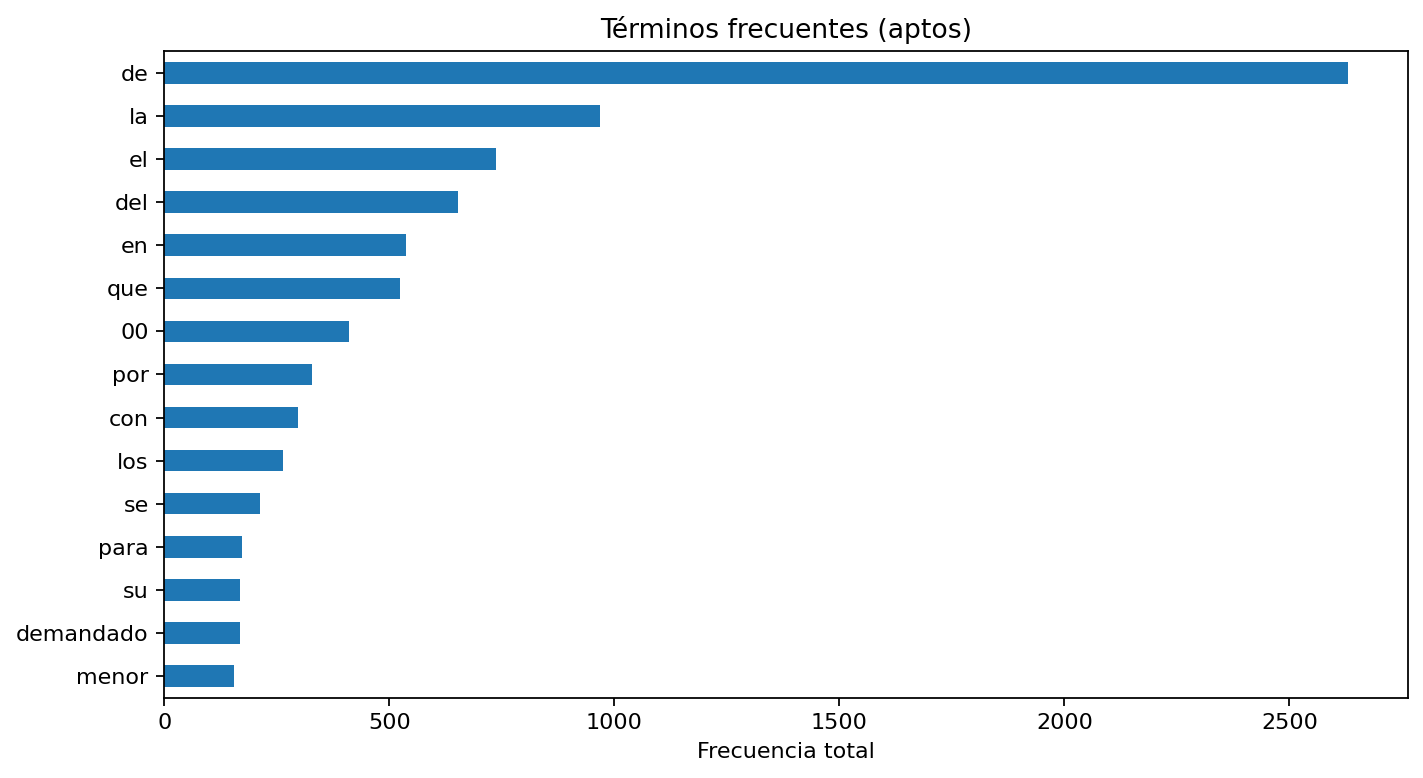 Términos frecuentes (aptos)
de
la
el
del
en
que
00
por
con
los
se
para
su
demandado
menor
0 500 1000 1500 2000 2500
Frecuencia total